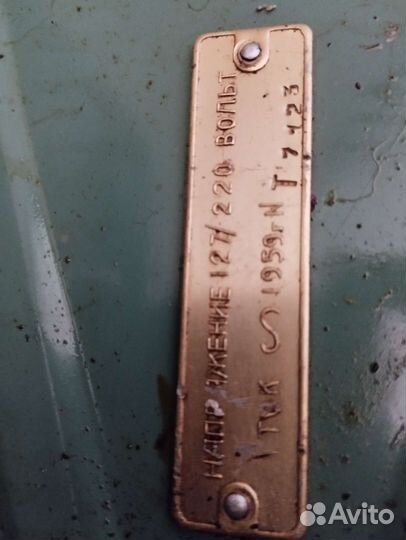 НАПРЯЖЕНИЕ 127/220 ВОЛЬТ
ТОК ∽ 1959г N Т 7123
Avito